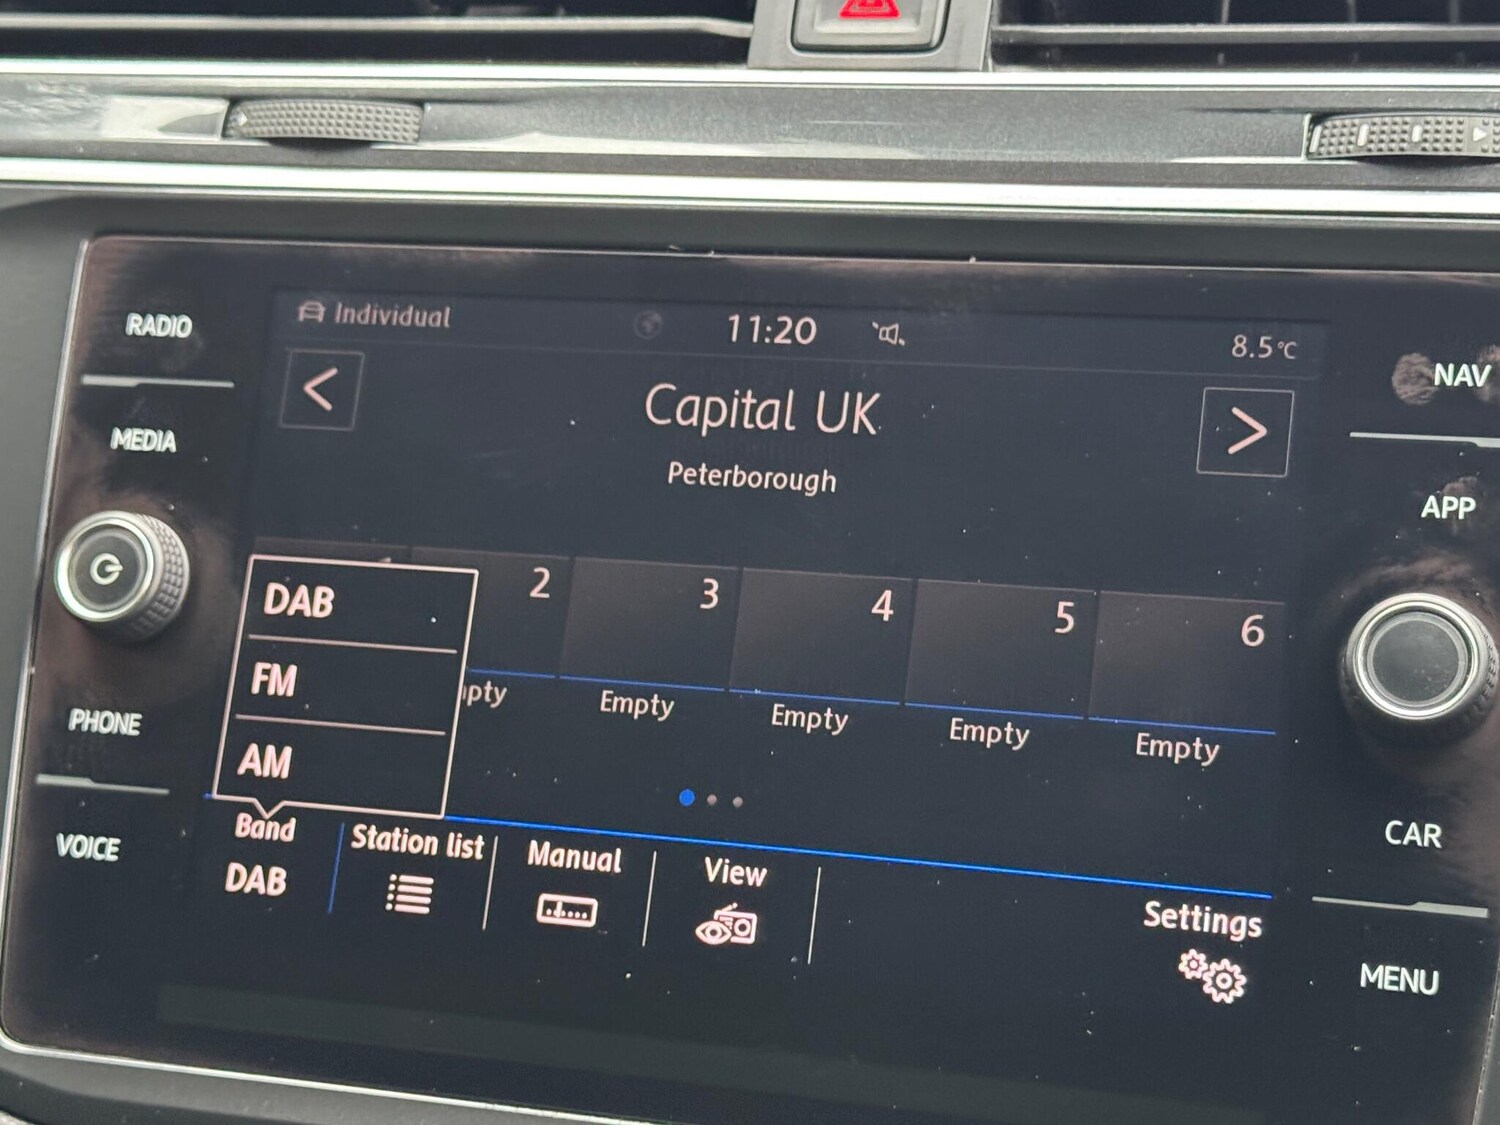 RADIO
MEDIA
PHONE
VOICE
Individual
11:20
8.5°C
Capital UK
Peterborough
2
3
4
5
6
pty
Empty
Empty
Empty
Empty
DAB
FM
AM
Band
DAB
Station list
Manual
View
Settings
NAV
APP
CAR
MENU